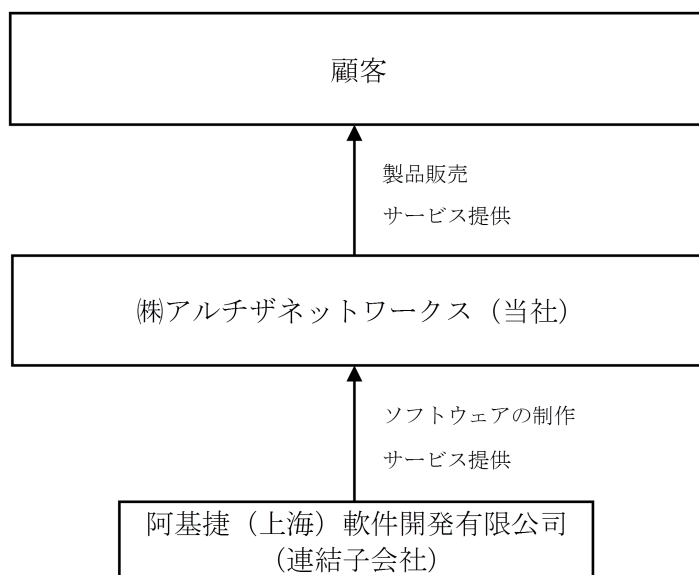 顧客
製品販売
サービス提供
㈱アルチザネットワークス（当社）
ソフトウェアの制作
サービス提供
阿基捷（上海）軟件開発有限公司
（連結子会社）